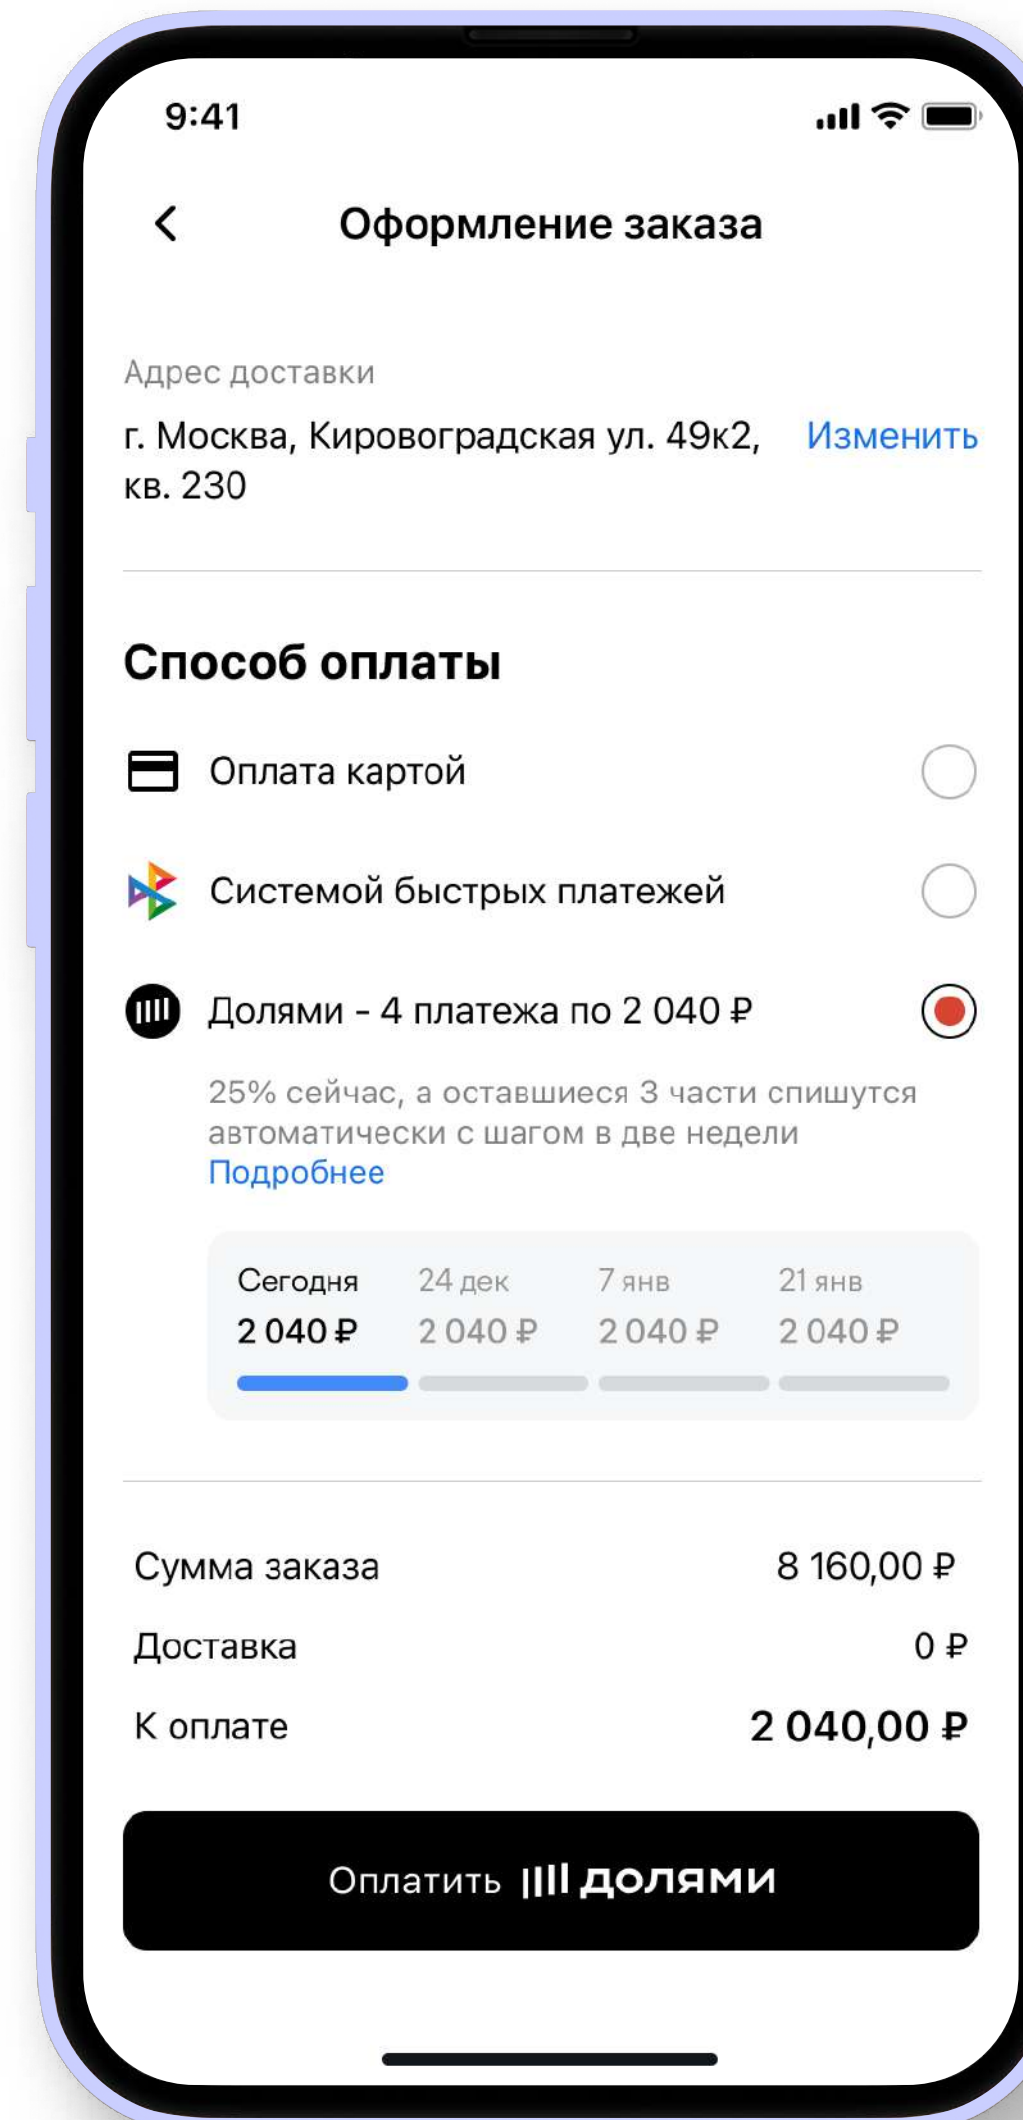 9:41
Оформление заказа
Адрес доставки
г. Москва, Кировоградская ул. 49к2, Изменить
кв. 230
Способ оплаты
Оплата картой
Системой быстрых платежей
Долями - 4 платежа по 2 040 ₽
25% сейчас, а оставшиеся 3 части спишутся
автоматически с шагом в две недели
Подробнее
Сегодня 24 дек 7 янв 21 янв
2 040 ₽ 2 040 ₽ 2 040 ₽ 2 040 ₽
Сумма заказа 8 160,00 ₽
Доставка 0 ₽
К оплате 2 040,00 ₽
Оплатить долями